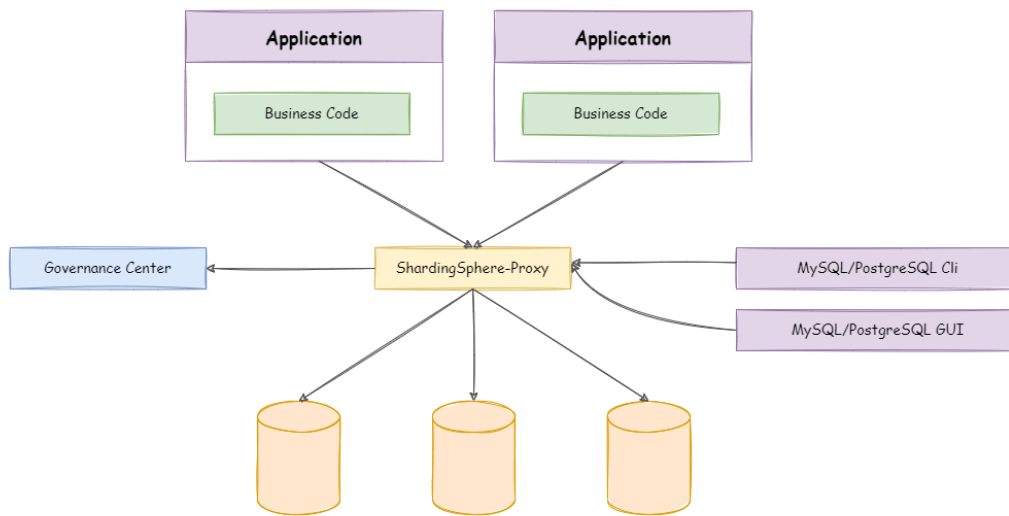 Application
Application
Business Code
Business Code
Governance Center
ShardingSphere-Proxy
MySQL/PostgreSQL Cli
MySQL/PostgreSQL GUI